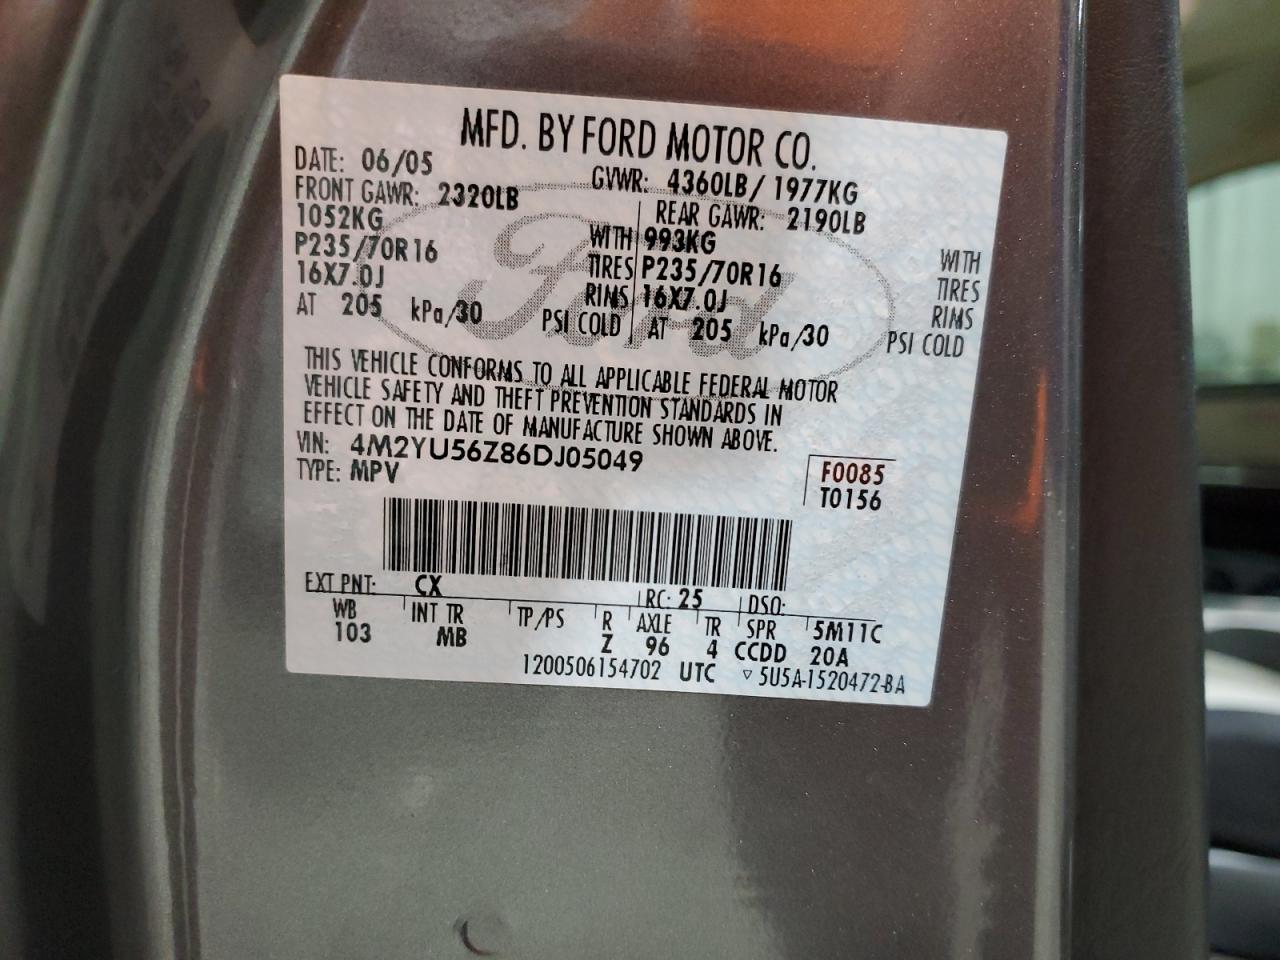 MFD. BY FORD MOTOR CO.
DATE: 06/05 GVWR: 4360LB/ 1977KG
FRONT GAWR: 2320LB REAR GAWR: 2190LB
1052KG WITH 993KG WITH
P235/70R16 TIRES P235/70R16 TIRES
16X7.0J RIMS 16X7.0J RIMS
AT 205 kPa/30 PSI COLD AT 205 kPa/30 PSI COLD
THIS VEHICLE CONFORMS TO ALL APPLICABLE FEDERAL MOTOR
VEHICLE SAFETY AND THEFT PREVENTION STANDARDS IN
EFFECT ON THE DATE OF MANUFACTURE SHOWN ABOVE.
VIN: 4M2YU56Z86DJ05049
TYPE: MPV
F0085
T0156
EXT PNT: CX RC: 25 DSO:
WB INT TR TP/PS R AXLE TR SPR 5M11C
103 MB Z 96 4 CCDD 20A
1200506154702 UTC ▽ 5U5A-1520472-BA
Ford